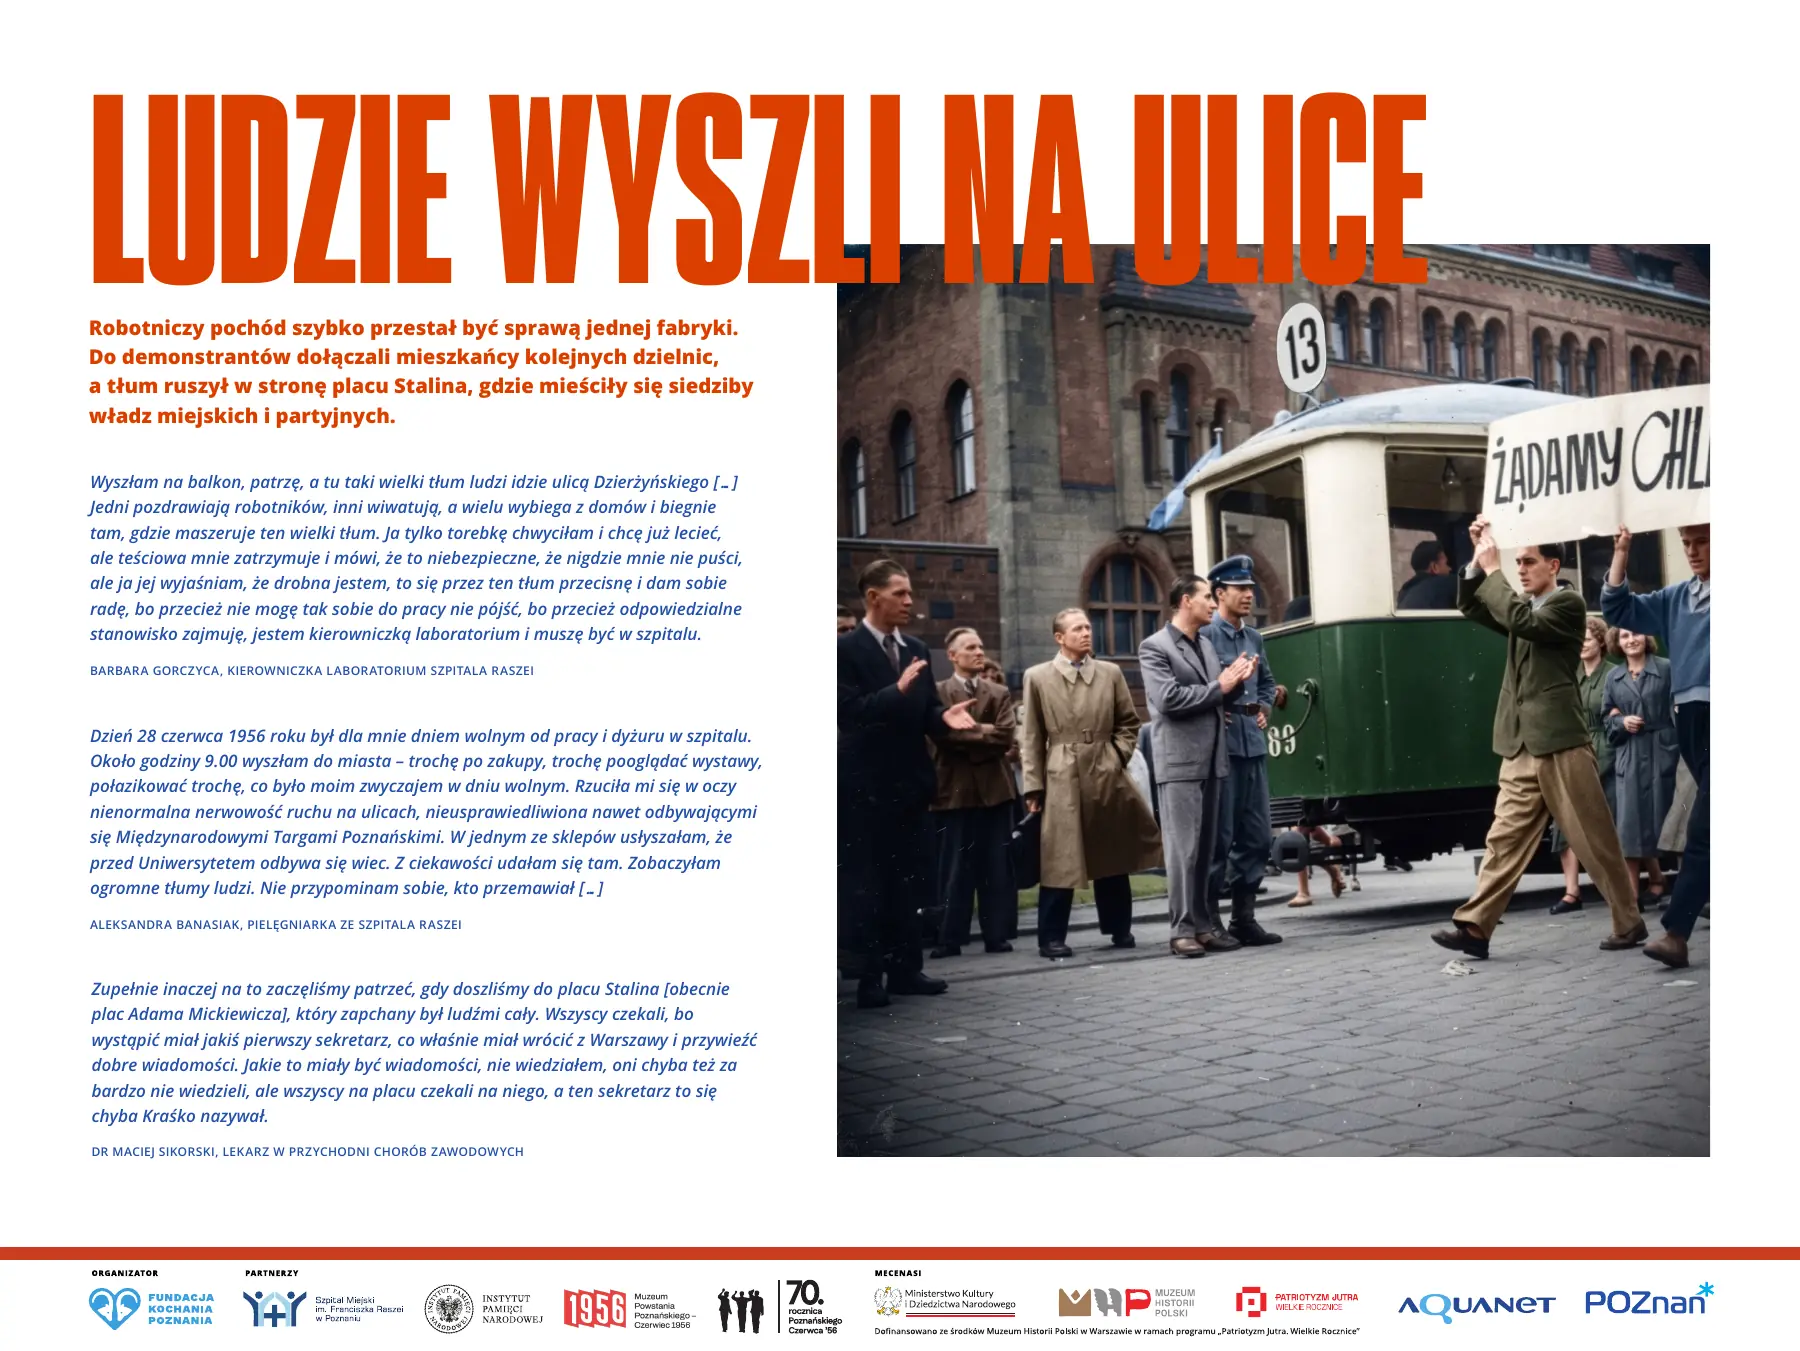 LUDZIE WYSZLI NA ULICE
Robotniczy pochód szybko przestał być sprawą jednej fabryki.
Do demonstrantów dołączali mieszkańcy kolejnych dzielnic,
a tłum ruszył w stronę placu Stalina, gdzie mieściły się siedziby
władz miejskich i partyjnych.
Wyszłam na balkon, patrzę, a tu taki wielki tłum ludzi idzie ulicą Dzierżyńskiego [...]
Jedni pozdrawiają robotników, inni wiwatują, a wielu wybiega z domów i biegnie
tam, gdzie maszeruje ten wielki tłum. Ja tylko torebkę chwyciłam i chcę już lecieć,
ale teściowa mnie zatrzymuje i mówi, że to niebezpieczne, że nigdzie mnie nie puści,
ale ja jej wyjaśniam, że drobna jestem, to się przez ten tłum przecisnę i dam sobie
radę, bo przecież nie mogę tak sobie do pracy nie pójść, bo przecież odpowiedzialne
stanowisko zajmuję, jestem kierowniczką laboratorium i muszę być w szpitalu.
BARBARA GORCZYCA, KIEROWNICZKA LABORATORIUM SZPITALA RASZEI
Dzień 28 czerwca 1956 roku był dla mnie dniem wolnym od pracy i dyżuru w szpitalu.
Około godziny 9.00 wyszłam do miasta – trochę po zakupy, trochę pooglądać wystawy,
połazikować trochę, co było moim zwyczajem w dniu wolnym. Rzuciła mi się w oczy
nienormalna nerwowość ruchu na ulicach, nieusprawiedliwiona nawet odbywającymi
się Międzynarodowymi Targami Poznańskimi. W jednym ze sklepów usłyszałam, że
przed Uniwersytetem odbywa się wiec. Z ciekawości udałam się tam. Zobaczyłam
ogromne tłumy ludzi. Nie przypominam sobie, kto przemawiał [...]
ALEKSANDRA BANASIAK, PIELĘGNIARKA ZE SZPITALA RASZEI
Zupełnie inaczej na to zaczęliśmy patrzeć, gdy doszliśmy do placu Stalina [obecnie
plac Adama Mickiewicza], który zapchany był ludźmi cały. Wszyscy czekali, bo
wystąpić miał jakiś pierwszy sekretarz, co właśnie miał wrócić z Warszawy i przywieźć
dobre wiadomości. Jakie to miały być wiadomości, nie wiedziałem, oni chyba też za
bardzo nie wiedzieli, ale wszyscy na placu czekali na niego, a ten sekretarz to się
chyba Kraśko nazywał.
DR MACIEJ SIKORSKI, LEKARZ W PRZYCHODNI CHORÓB ZAWODOWYCH
13
ŻĄDAMY CHL
89
ORGANIZATOR
FUNDACJA
KOCHANIA
POZNANIA
PARTNERZY
Szpital Miejski
im. Franciszka Raszei
w Poznaniu
INSTYTUT PAMIĘCI NARODOWEJ
INSTYTUT
PAMIĘCI
NARODOWEJ
1956
Muzeum
Powstania
Poznańskiego –
Czerwiec 1956
70.
rocznica
Poznańskiego
Czerwca '56
MECENASI
Ministerstwo Kultury
i Dziedzictwa Narodowego
MHP
MUZEUM
HISTORII
POLSKI
PATRIOTYZM JUTRA
WIELKIE ROCZNICE
AQUANET
POZnan*
Dofinansowano ze środków Muzeum Historii Polski w Warszawie w ramach programu „Patriotyzm Jutra. Wielkie Rocznice”